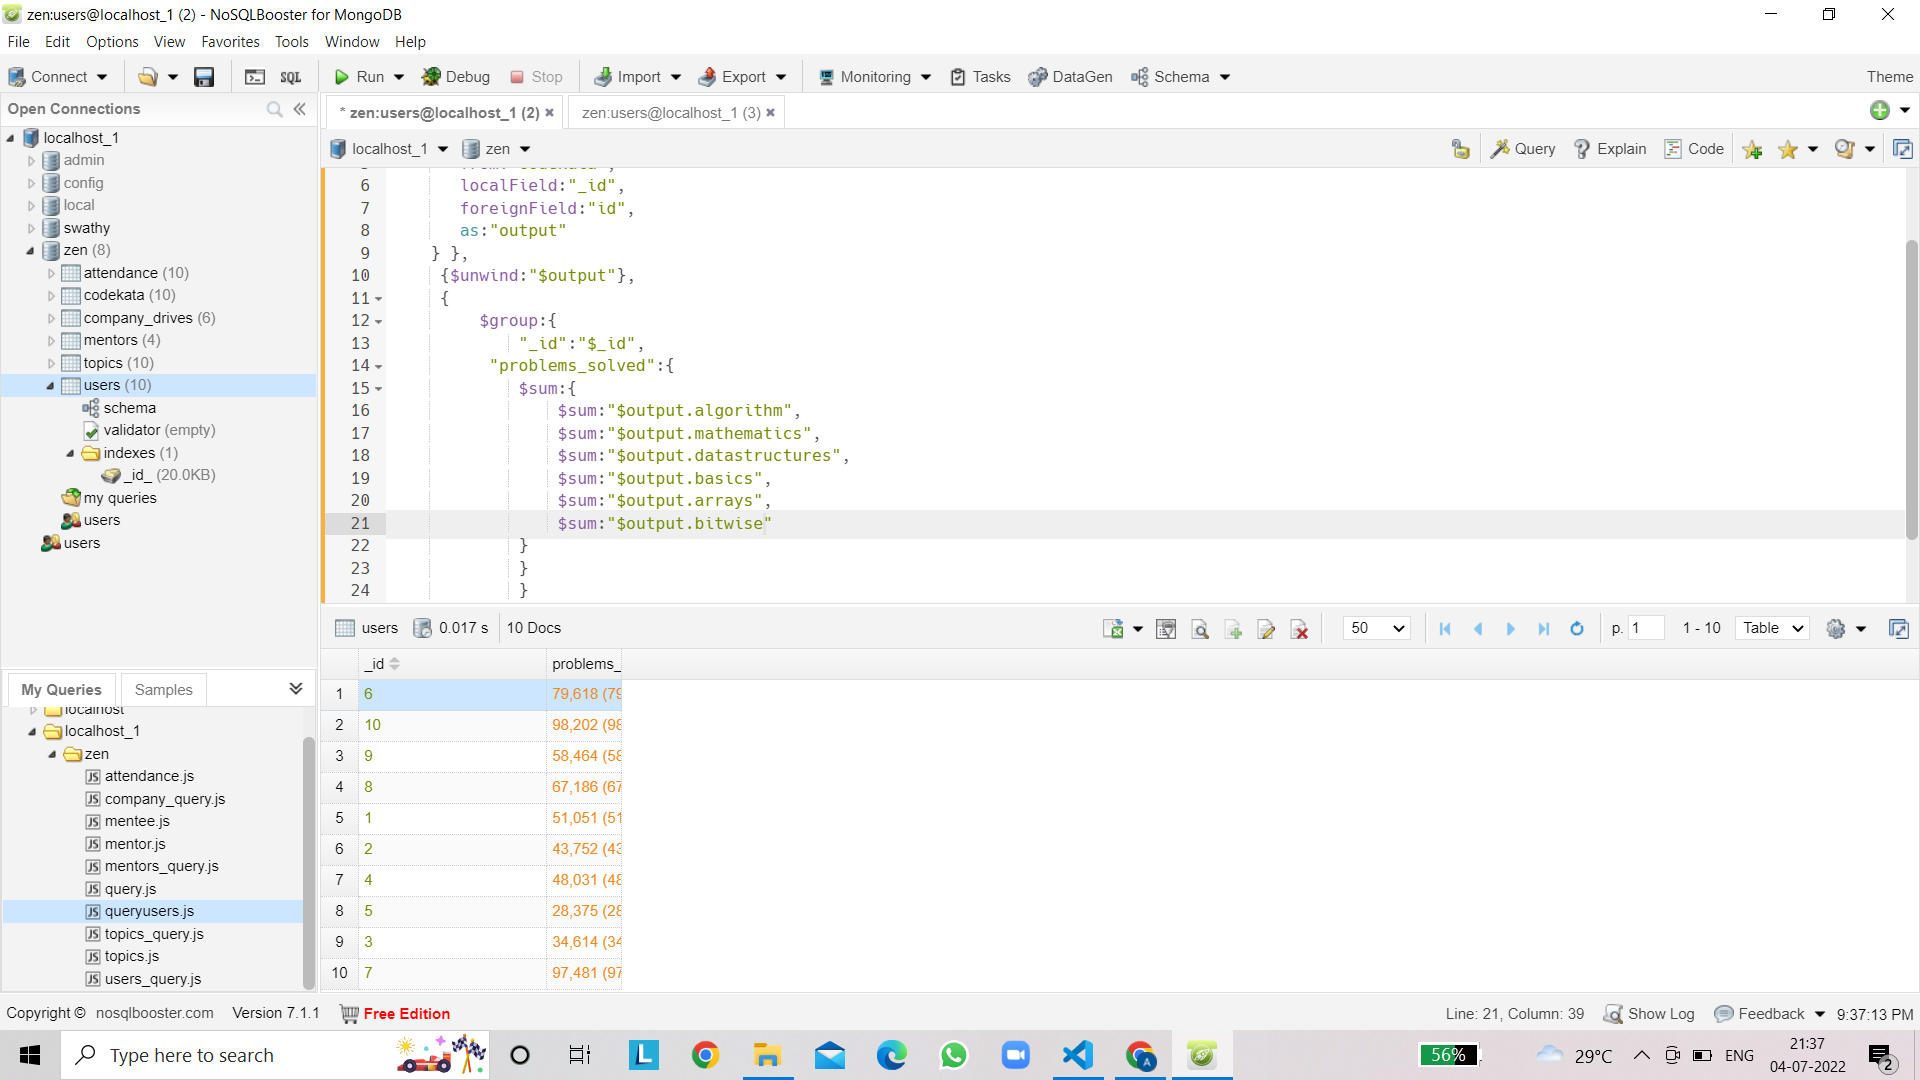 zen:users@localhost_1 (2) - NoSQLBooster for MongoDB
File Edit Options View Favorites Tools Window Help
Connect SQL Run Debug Stop Import Export Monitoring Tasks DataGen Schema Theme
Open Connections
localhost_1
admin
config
local
swathy
zen (8)
attendance (10)
codekata (10)
company_drives (6)
mentors (4)
topics (10)
users (10)
schema
validator (empty)
indexes (1)
_id_ (20.0KB)
my queries
users
users
My Queries Samples
localhost
localhost_1
zen
attendance.js
company_query.js
mentee.js
mentor.js
mentors_query.js
query.js
queryusers.js
topics_query.js
topics.js
users_query.js
* zen:users@localhost_1 (2) zen:users@localhost_1 (3)
localhost_1 zen Query Explain Code
6 localField:"_id",
7 foreignField:"id",
8 as:"output"
9 } },
10 {$unwind:"$output"},
11 {
12 $group:{
13 "_id":"$_id",
14 "problems_solved":{
15 $sum:{
16 $sum:"$output.algorithm",
17 $sum:"$output.mathematics",
18 $sum:"$output.datastructures",
19 $sum:"$output.basics",
20 $sum:"$output.arrays",
21 $sum:"$output.bitwise"
22 }
23 }
24 }
users 0.017 s 10 Docs 50 p. 1 1 - 10 Table
_id problems_
1 6 79,618 (79
2 10 98,202 (98
3 9 58,464 (58
4 8 67,186 (67
5 1 51,051 (51
6 2 43,752 (43
7 4 48,031 (48
8 5 28,375 (28
9 3 34,614 (34
10 7 97,481 (97
Copyright © nosqlbooster.com Version 7.1.1 Free Edition Line: 21, Column: 39 Show Log Feedback 9:37:13 PM
Type here to search 56% 29°C ENG 21:37
04-07-2022 2